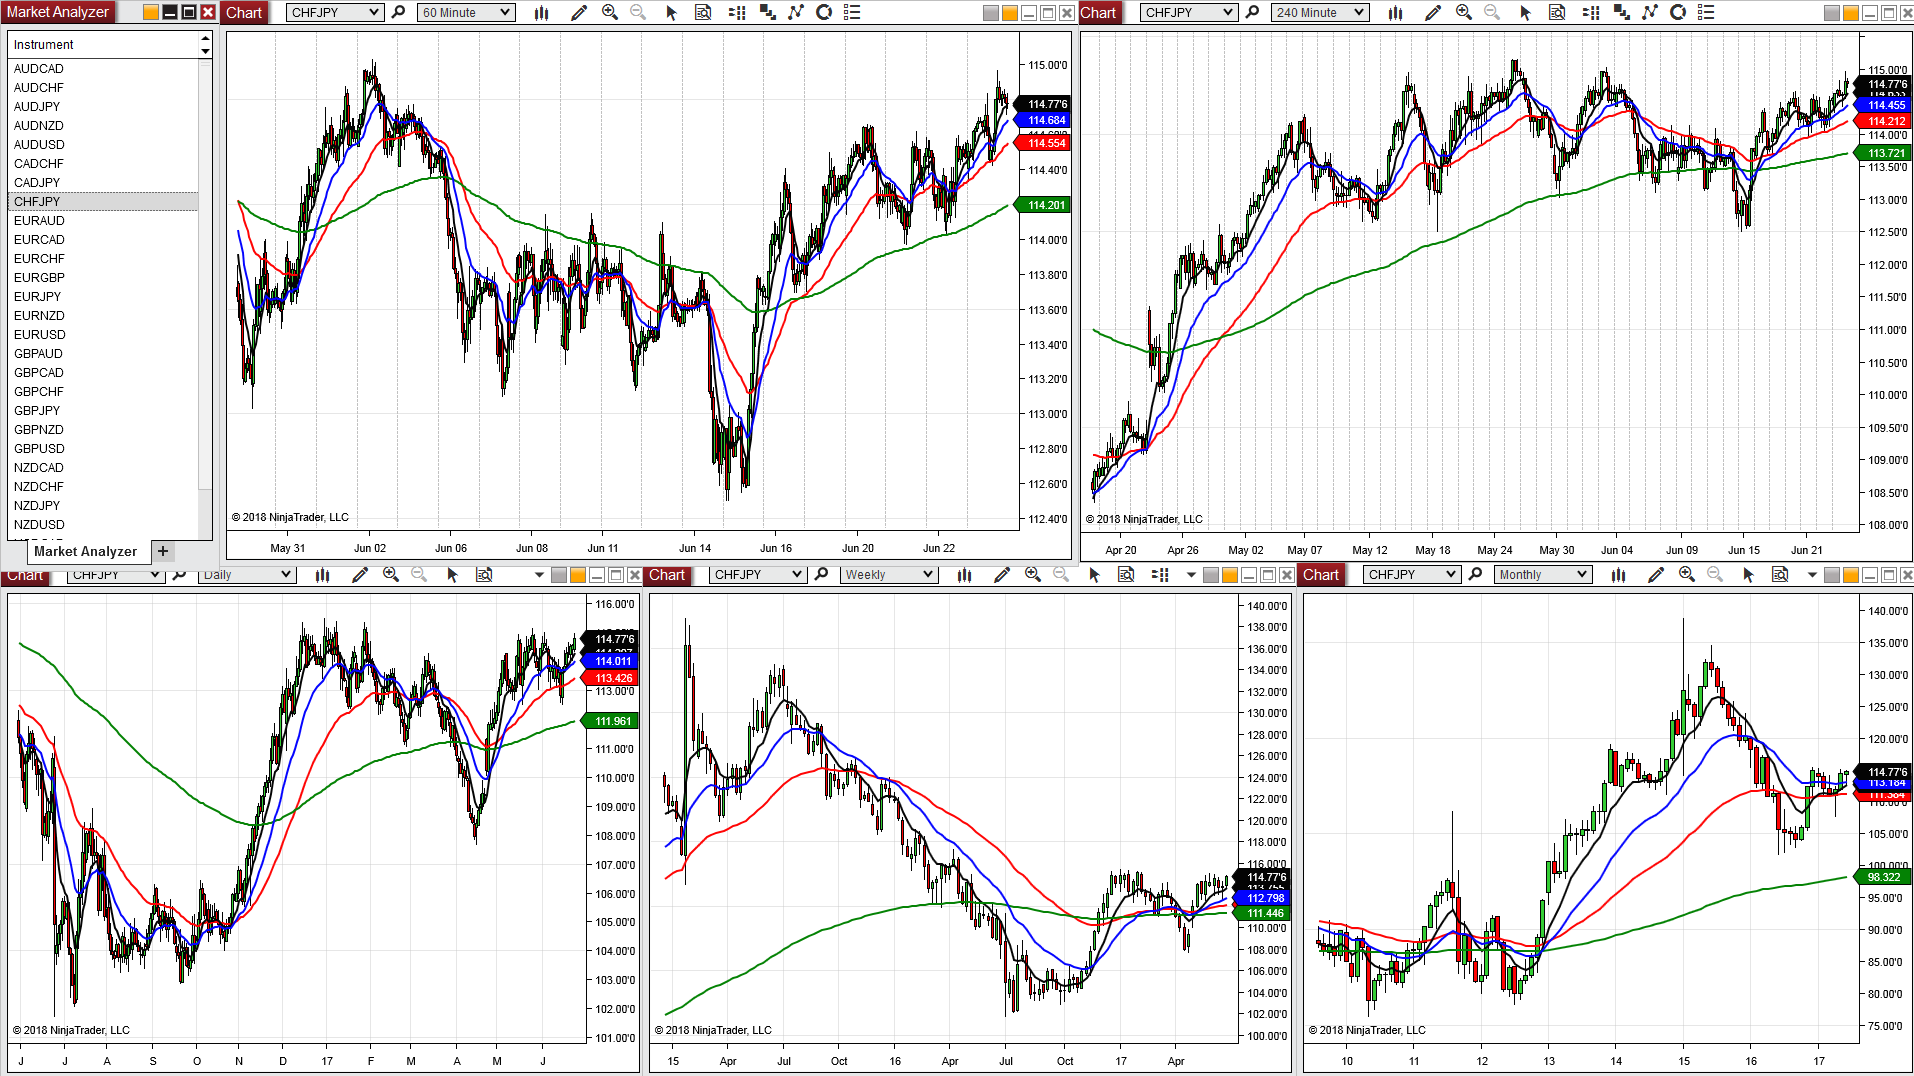 Market Analyzer
Instrument
AUDCAD
AUDCHF
AUDJPY
AUDNZD
AUDUSD
CADCHF
CADJPY
CHFJPY
EURAUD
EURCAD
EURCHF
EURGBP
EURJPY
EURNZD
EURUSD
GBPAUD
GBPCAD
GBPCHF
GBPJPY
GBPNZD
GBPUSD
NZDCAD
NZDCHF
NZDJPY
NZDUSD
Market Analyzer +
Chart CHFJPY 60 Minute
115.00'0
114.77'6
114.684
114.554
114.40'0
114.201
114.00'0
113.80'0
113.60'0
113.40'0
113.20'0
113.00'0
112.80'0
112.60'0
112.40'0
© 2018 NinjaTrader, LLC
May 31 Jun 02 Jun 06 Jun 08 Jun 11 Jun 14 Jun 16 Jun 20 Jun 22
Chart CHFJPY 240 Minute
115.00'0
114.77'6
114.455
114.212
114.00'0
113.721
113.50'0
113.00'0
112.50'0
112.00'0
111.50'0
111.00'0
110.50'0
110.00'0
109.50'0
109.00'0
108.50'0
108.00'0
© 2018 NinjaTrader, LLC
Apr 20 Apr 26 May 02 May 07 May 12 May 18 May 24 May 30 Jun 04 Jun 09 Jun 15 Jun 21
Chart CHFJPY Daily
116.00'0
114.77'6
114.011
113.426
113.00'0
111.961
111.00'0
110.00'0
109.00'0
108.00'0
107.00'0
106.00'0
105.00'0
104.00'0
103.00'0
102.00'0
101.00'0
© 2018 NinjaTrader, LLC
J J A S O N D 17 F M A M J
Chart CHFJPY Weekly
140.00'0
138.00'0
136.00'0
134.00'0
132.00'0
130.00'0
128.00'0
126.00'0
124.00'0
122.00'0
120.00'0
118.00'0
116.00'0
114.77'6
112.798
111.446
110.00'0
108.00'0
106.00'0
104.00'0
102.00'0
100.00'0
© 2018 NinjaTrader, LLC
15 Apr Jul Oct 16 Apr Jul Oct 17 Apr
Chart CHFJPY Monthly
140.00'0
135.00'0
130.00'0
125.00'0
120.00'0
114.77'6
105.00'0
100.00'0
98.322
95.00'0
90.00'0
85.00'0
80.00'0
75.00'0
© 2018 NinjaTrader, LLC
10 11 12 13 14 15 16 17